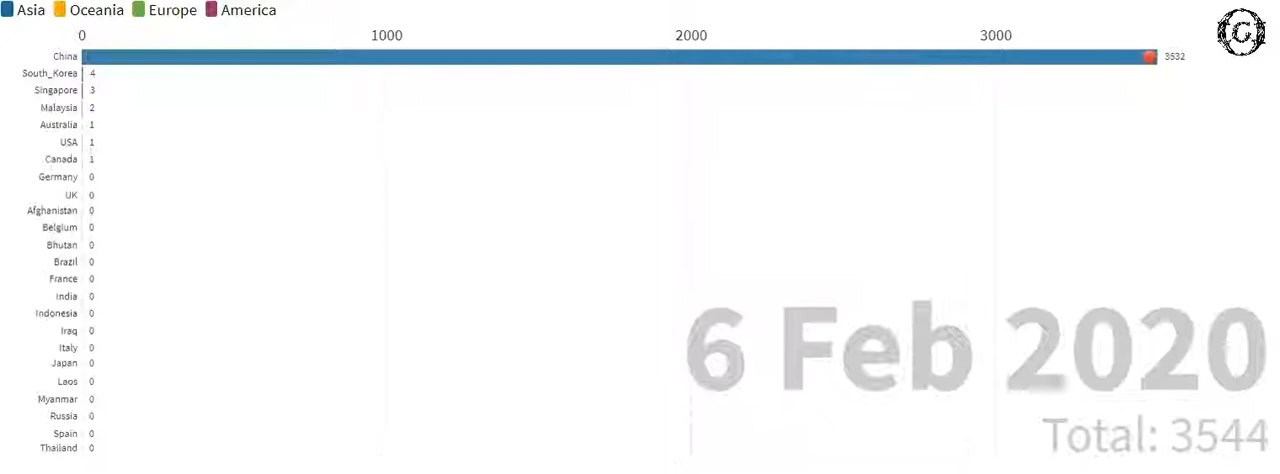 Asia Oceania Europe America
0 1000 2000 3000
China 3532
South_Korea 4
Singapore 3
Malaysia 2
Australia 1
USA 1
Canada 1
Germany 0
UK 0
Afghanistan 0
Belgium 0
Bhutan 0
Brazil 0
France 0
India 0
Indonesia 0
Iraq 0
Italy 0
Japan 0
Laos 0
Myanmar 0
Russia 0
Spain 0
Thailand 0
6 Feb 2020
Total: 3544